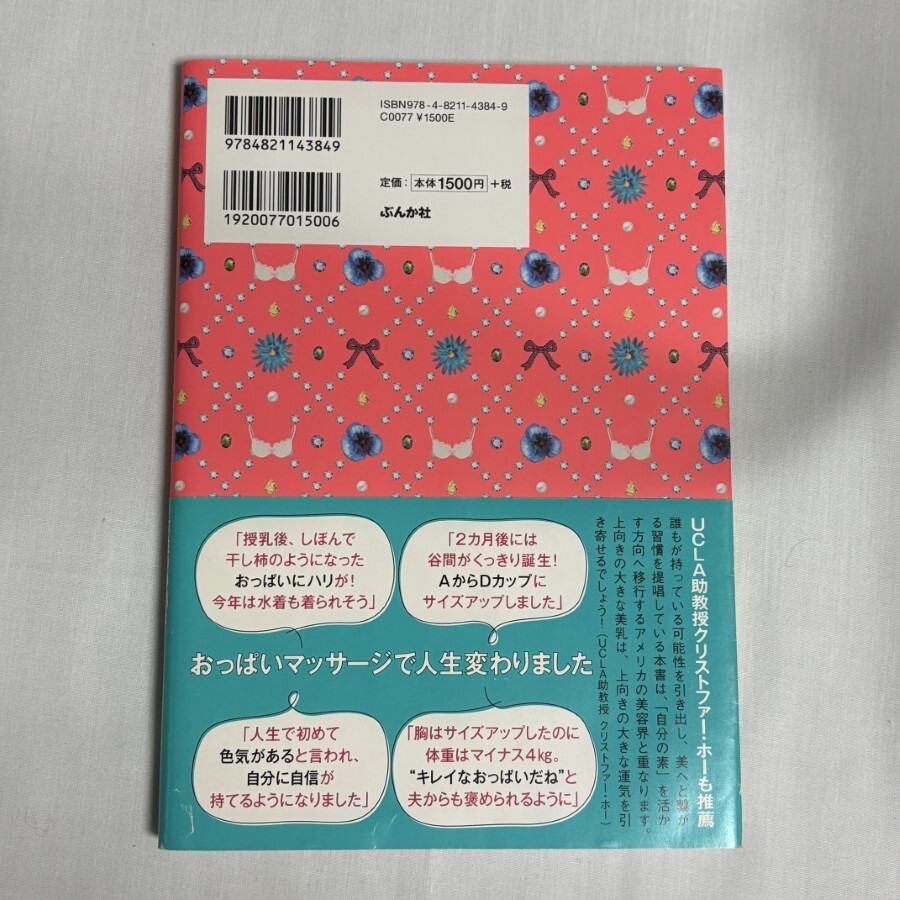 ISBN978-4-8211-4384-9
C0077 ¥1500E
9784821143849
定価：本体1500円+税
1920077015006
ぶんか社
「授乳後、しぼんで
干し柿のようになった
おっぱいにハリが！
今年は水着も着られそう」
「2カ月後には
谷間がくっきり誕生！
AからDカップに
サイズアップしました」
おっぱいマッサージで人生変わりました
「人生で初めて
色気があると言われ、
自分に自信が
持てるようになりました」
「胸はサイズアップしたのに
体重はマイナス4kg。
“キレイなおっぱいだね”と
夫からも褒められるように」
UCLA助教授クリストファー・ホーも推薦
誰もが持っている可能性を引き出し、美へと繋が
る習慣を提唱している本書は、「自分の素」を活か
す方向へ移行するアメリカの美容界と重なります。
上向きの大きな美乳は、上向きの大きな運気を引
き寄せるでしょう！（UCLA助教授 クリストファー・ホー）